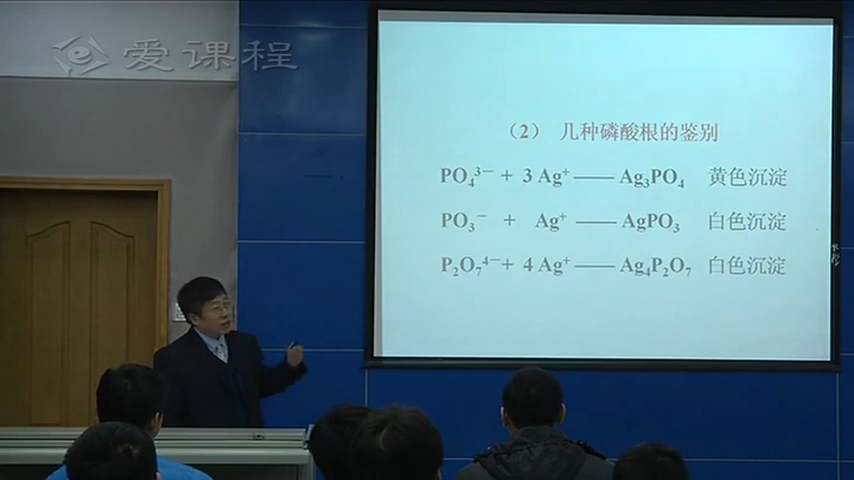 爱课程
（2） 几种磷酸根的鉴别
PO₄³⁻ + 3 Ag⁺ —— Ag₃PO₄ 黄色沉淀
PO₃⁻ + Ag⁺ —— AgPO₃ 白色沉淀
P₂O₇⁴⁻ + 4 Ag⁺ —— Ag₄P₂O₇ 白色沉淀